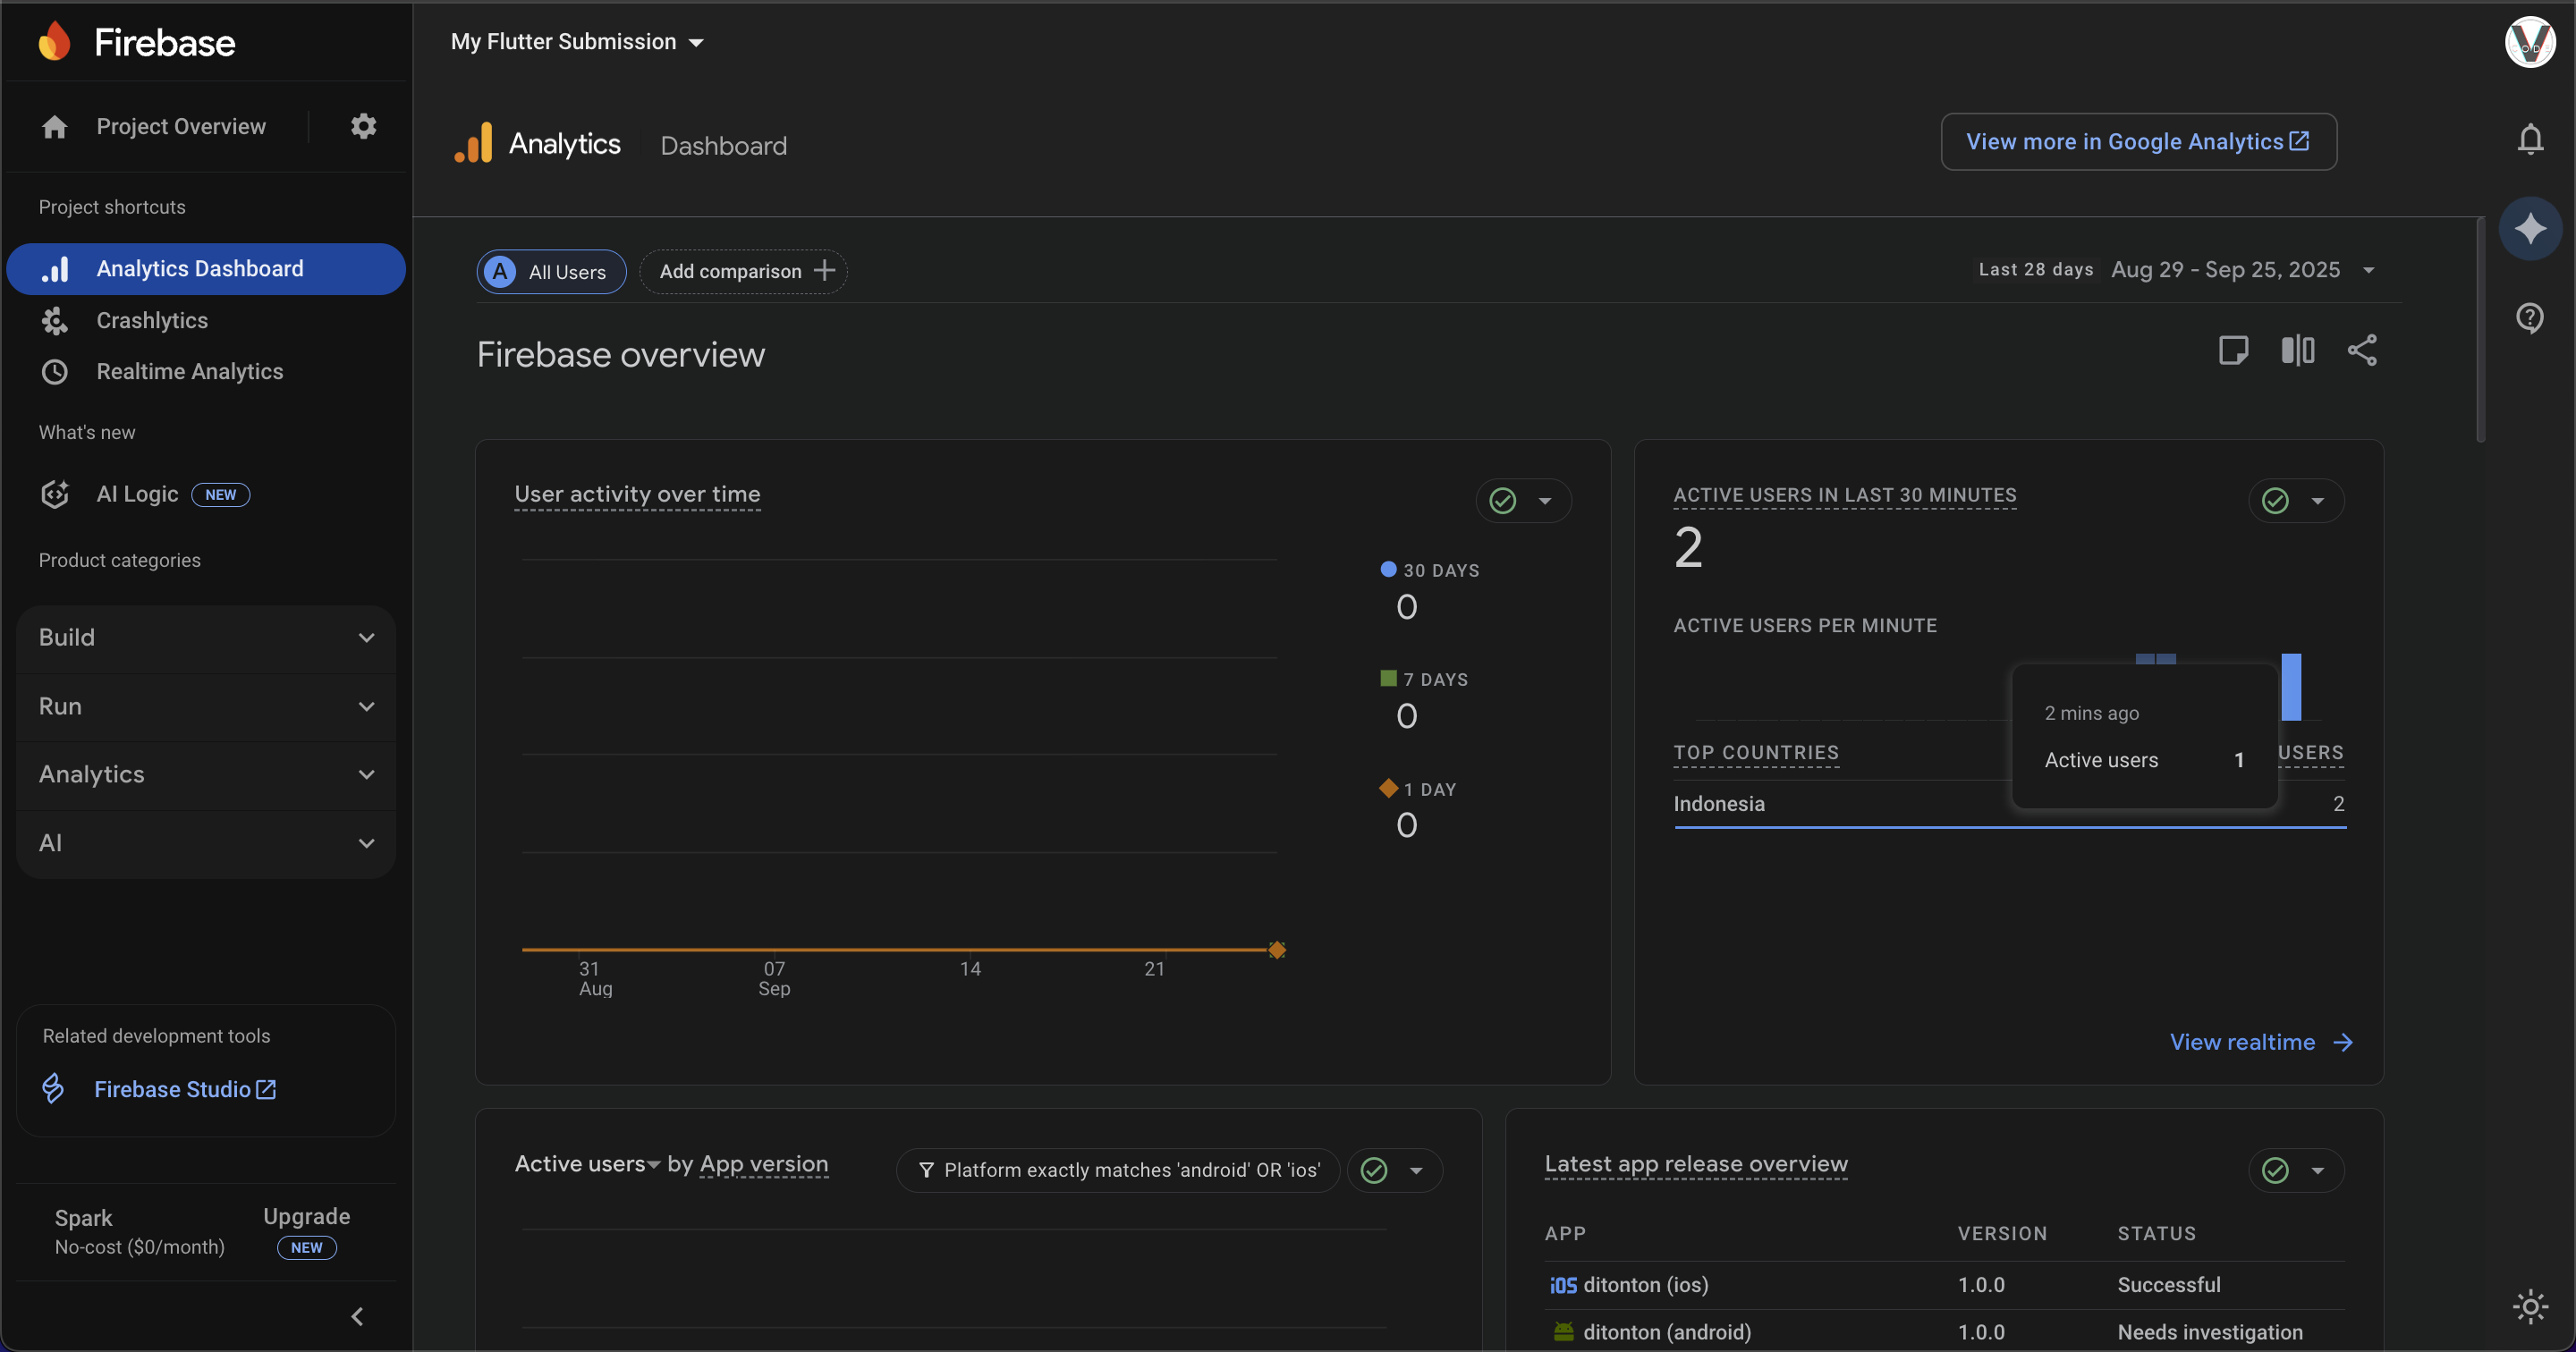 Firebase
My Flutter Submission
Project Overview
Analytics
Dashboard
View more in Google Analytics
Project shortcuts
Analytics Dashboard
Crashlytics
Realtime Analytics
What's new
AI Logic NEW
Product categories
Build
Run
Analytics
AI
Related development tools
Firebase Studio
Spark
No-cost ($0/month)
Upgrade
NEW
A All Users
Add comparison
Last 28 days Aug 29 - Sep 25, 2025
Firebase overview
User activity over time
30 DAYS
0
7 DAYS
0
1 DAY
0
31
Aug
07
Sep
14
21
ACTIVE USERS IN LAST 30 MINUTES
2
ACTIVE USERS PER MINUTE
2 mins ago
Active users 1
TOP COUNTRIES
USERS
Indonesia 2
View realtime
Active users by App version
Platform exactly matches 'android' OR 'ios'
Latest app release overview
APP VERSION STATUS
iOS ditonton (ios) 1.0.0 Successful
ditonton (android) 1.0.0 Needs investigation